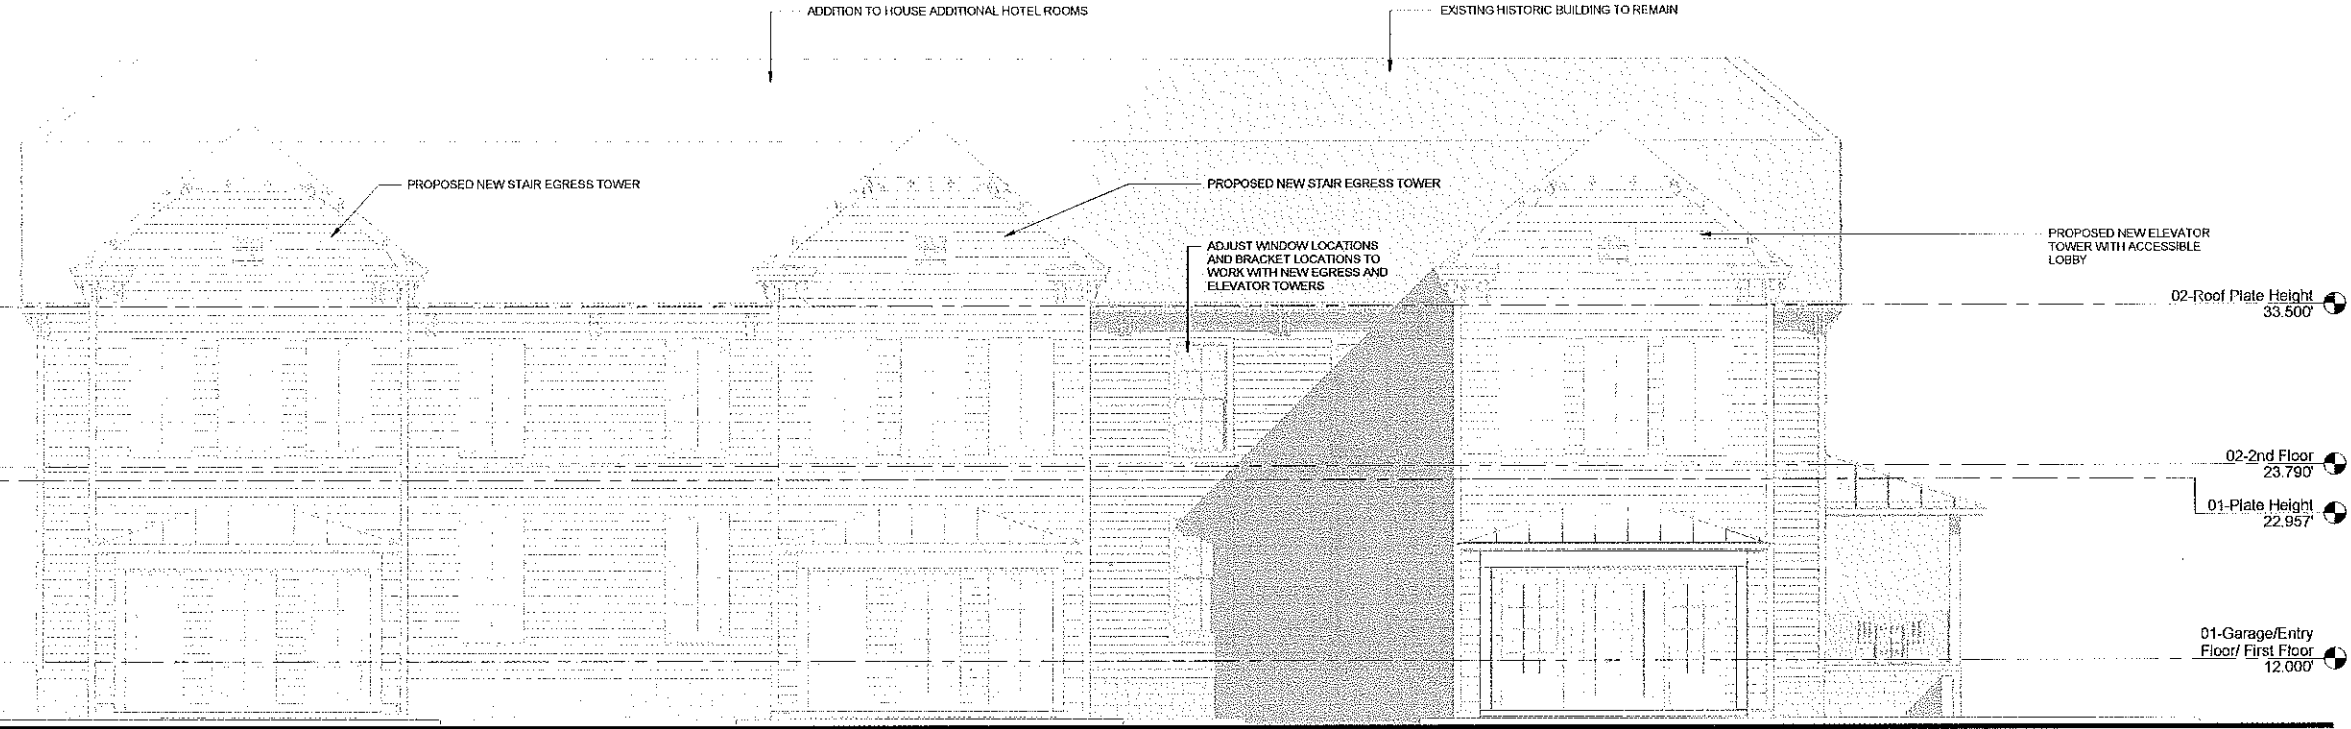 ADDITION TO HOUSE ADDITIONAL HOTEL ROOMS
EXISTING HISTORIC BUILDING TO REMAIN
PROPOSED NEW STAIR EGRESS TOWER
PROPOSED NEW STAIR EGRESS TOWER
ADJUST WINDOW LOCATIONS
AND BRACKET LOCATIONS TO
WORK WITH NEW EGRESS AND
ELEVATOR TOWERS
PROPOSED NEW ELEVATOR
TOWER WITH ACCESSIBLE
LOBBY
02-Roof Plate Height
33.500'
02-2nd Floor
23.790'
01-Plate Height
22.957'
01-Garage/Entry
Floor/ First Floor
12.000'